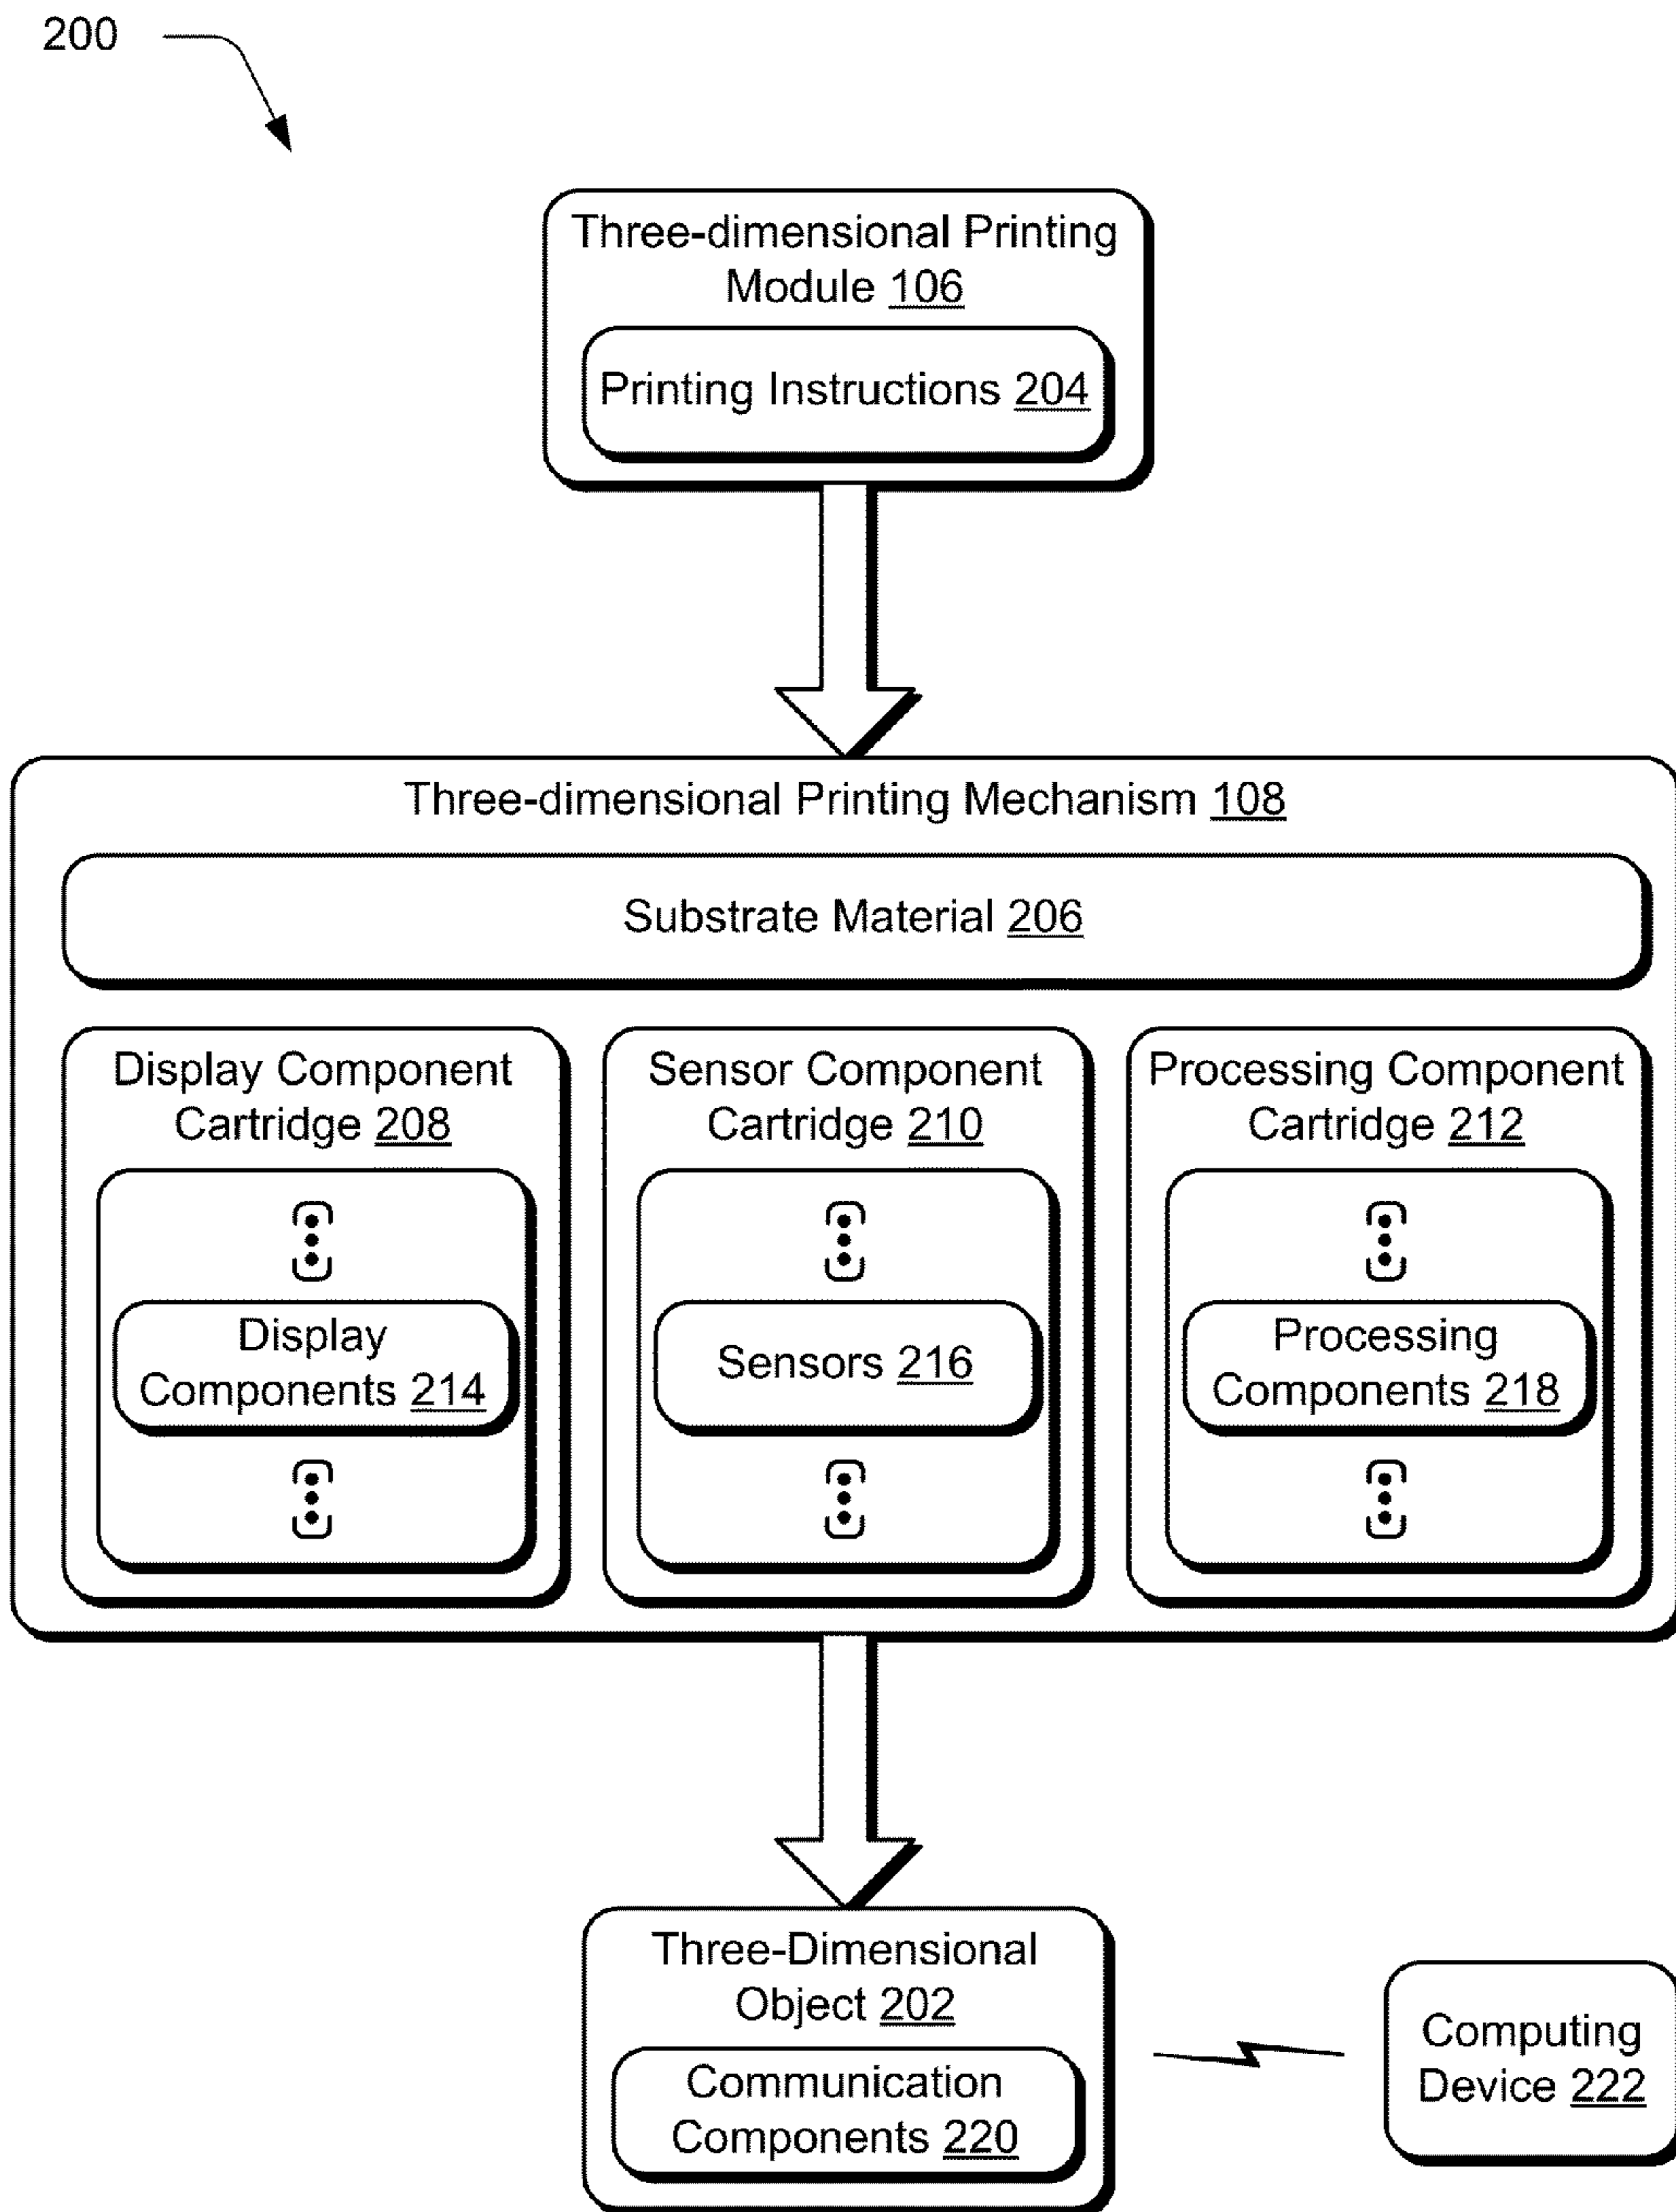 200
Three-dimensional Printing
Module 106
Printing Instructions 204
Three-dimensional Printing Mechanism 108
Substrate Material 206
Display Component
Cartridge 208
Sensor Component
Cartridge 210
Processing Component
Cartridge 212
Display
Components 214
Sensors 216
Processing
Components 218
Three-Dimensional
Object 202
Communication
Components 220
Computing
Device 222